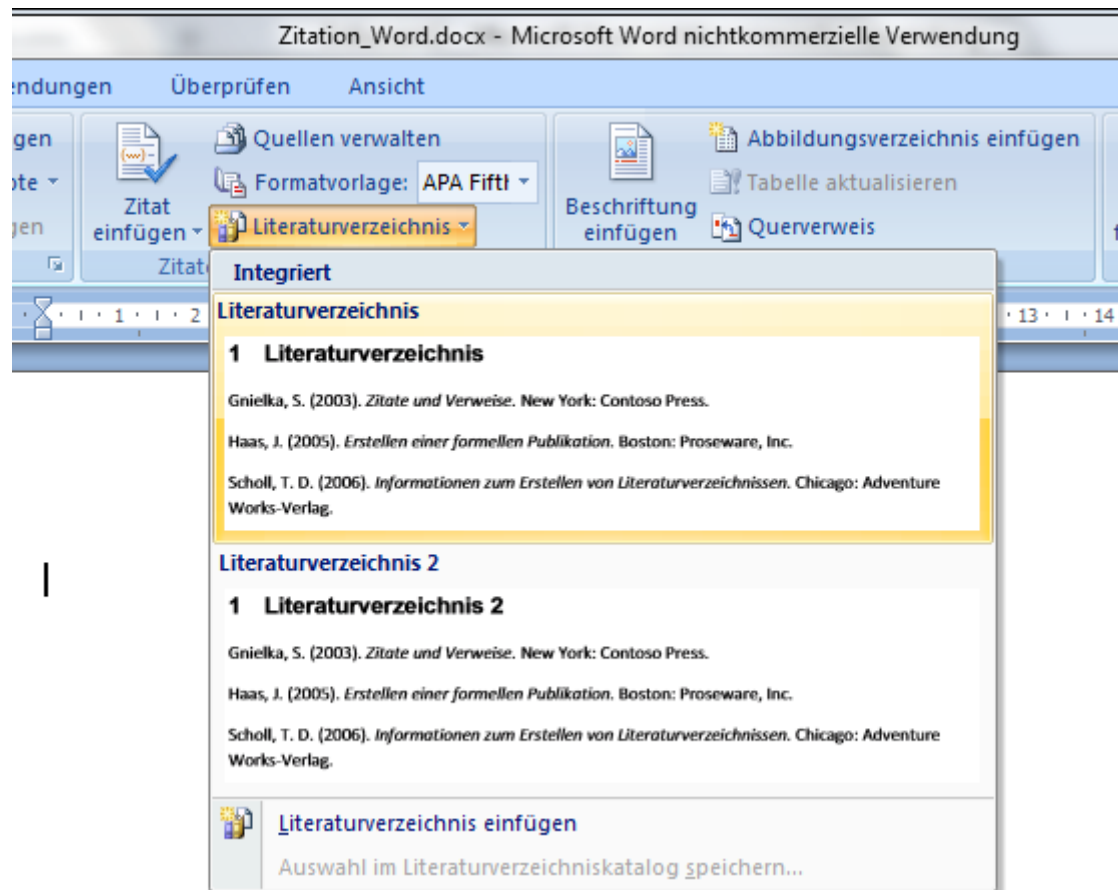 Zitation_Word.docx - Microsoft Word nichtkommerzielle Verwendung
Überprüfen Ansicht
Quellen verwalten
Formatvorlage: APA
Literaturverzeichnis
Zitat
einfügen
Beschriftung
einfügen
Abbildungsverzeichnis einfügen
Tabelle aktualisieren
Querverweis
1 2 13 14
Integriert
Literaturverzeichnis
1 Literaturverzeichnis
Gnielka, S. (2003). Zitate und Verweise. New York: Contoso Press.
Haas, J. (2005). Erstellen einer formellen Publikation. Boston: Proseware, Inc.
Scholl, T. D. (2006). Informationen zum Erstellen von Literaturverzeichnissen. Chicago: Adventure
Works-Verlag.
Literaturverzeichnis 2
1 Literaturverzeichnis 2
Gnielka, S. (2003). Zitate und Verweise. New York: Contoso Press.
Haas, J. (2005). Erstellen einer formellen Publikation. Boston: Proseware, Inc.
Scholl, T. D. (2006). Informationen zum Erstellen von Literaturverzeichnissen. Chicago: Adventure
Works-Verlag.
Literaturverzeichnis einfügen
Auswahl im Literaturverzeichniskatalog speichern...